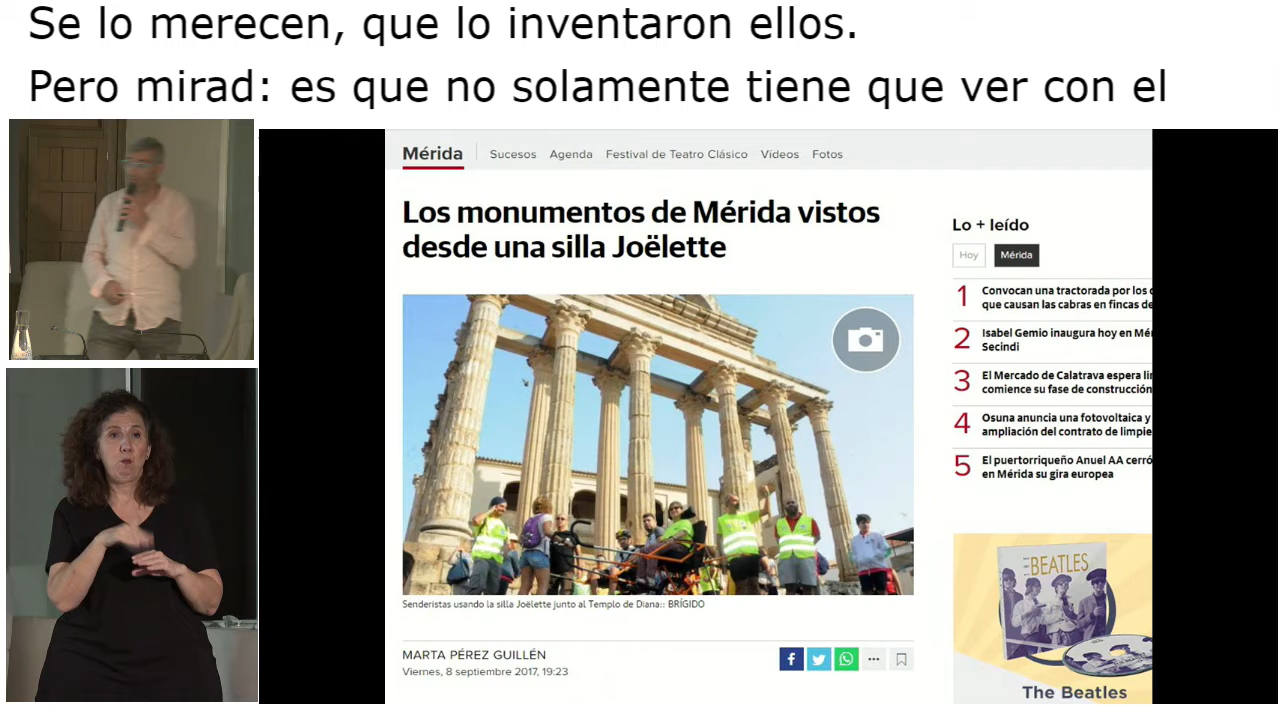 Se lo merecen, que lo inventaron ellos.
Pero mirad: es que no solamente tiene que ver con el
Mérida
Sucesos Agenda Festival de Teatro Clásico Vídeos Fotos
Los monumentos de Mérida vistos
desde una silla Joëlette
Senderistas usando la silla Joëlette junto al Templo de Diana:: BRÍGIDO
MARTA PÉREZ GUILLÉN
Viernes, 8 septiembre 2017, 19:23
Lo + leído
Hoy Mérida
1 Convocan una tractorada por los
que causan las cabras en fincas de
2 Isabel Gemio inaugura hoy en
Secindi
3 El Mercado de Calatrava espera
comience su fase de construcción
4 Osuna anuncia una fotovoltaica y
ampliación del contrato de
5 El puertorriqueño Anuel AA cerró
en Mérida su gira europea
BEATLES
The Beatles